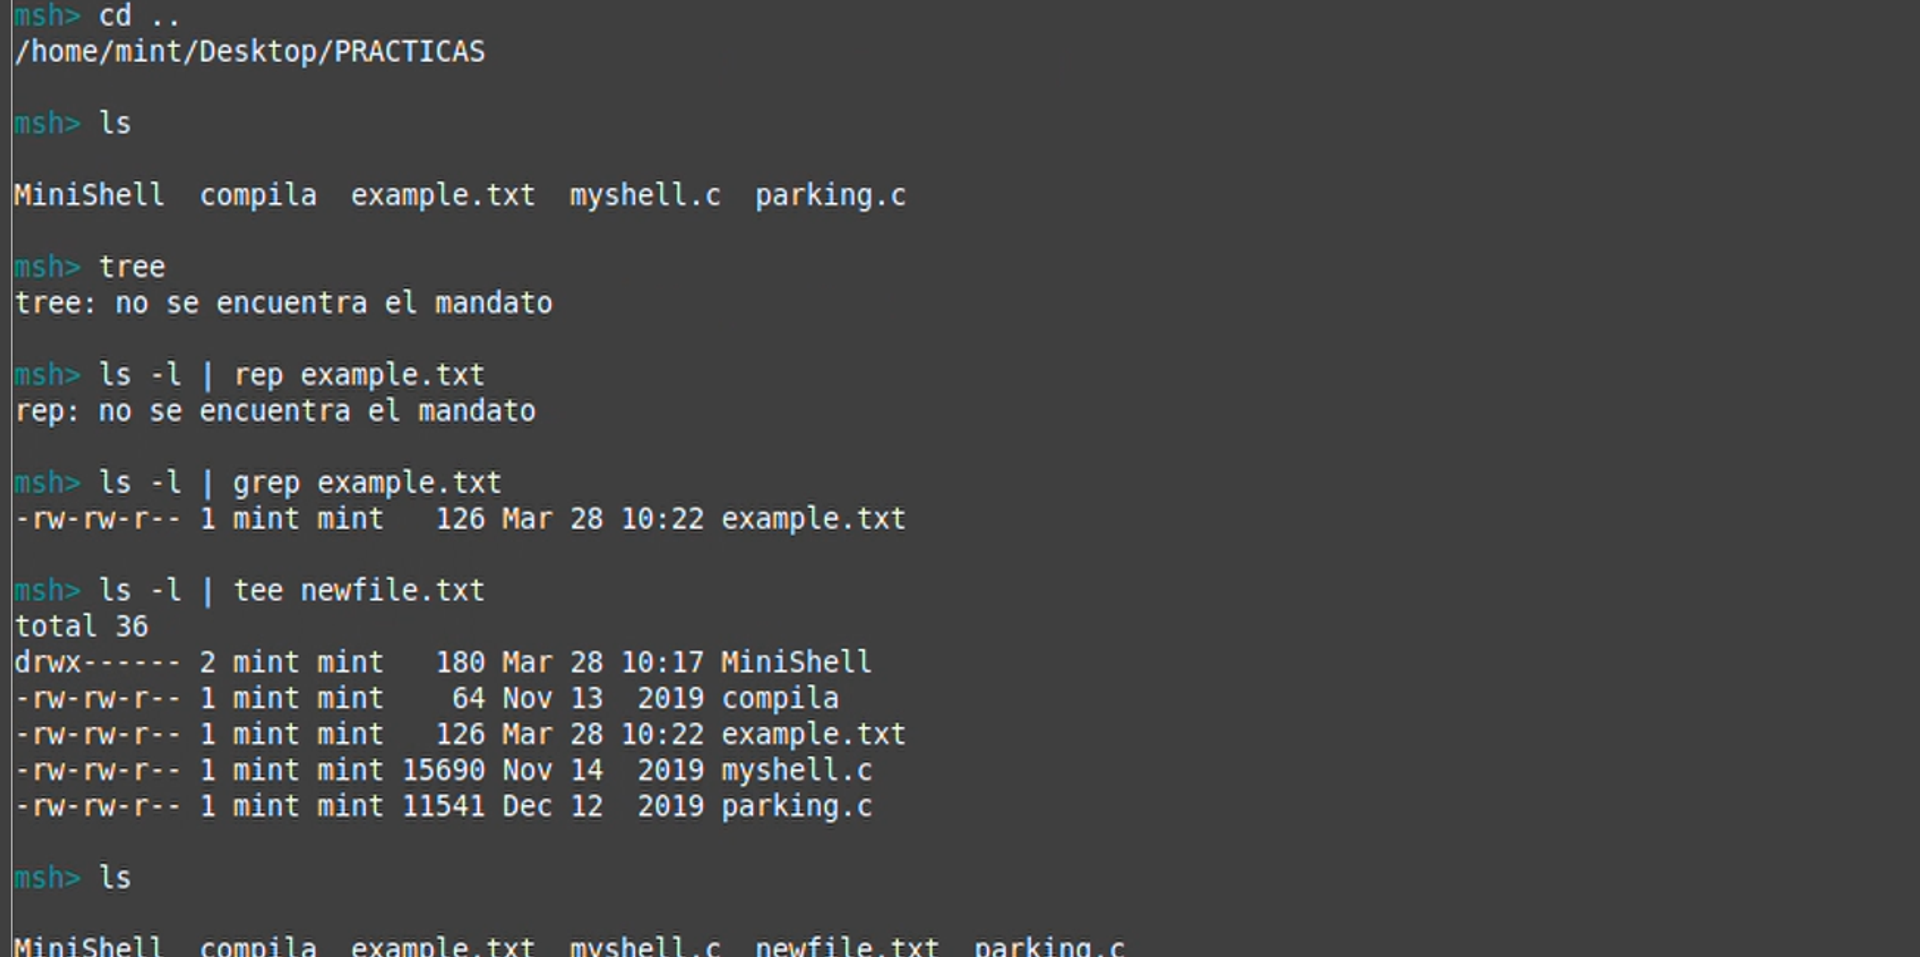 msh> cd ..
/home/mint/Desktop/PRACTICAS
msh> ls
MiniShell  compila  example.txt  myshell.c  parking.c
msh> tree
tree: no se encuentra el mandato
msh> ls -l | rep example.txt
rep: no se encuentra el mandato
msh> ls -l | grep example.txt
-rw-rw-r-- 1 mint mint   126 Mar 28 10:22 example.txt
msh> ls -l | tee newfile.txt
total 36
drwx------ 2 mint mint   180 Mar 28 10:17 MiniShell
-rw-rw-r-- 1 mint mint    64 Nov 13  2019 compila
-rw-rw-r-- 1 mint mint   126 Mar 28 10:22 example.txt
-rw-rw-r-- 1 mint mint 15690 Nov 14  2019 myshell.c
-rw-rw-r-- 1 mint mint 11541 Dec 12  2019 parking.c
msh> ls
MiniShell  compila  example.txt  myshell.c  newfile.txt  parking.c